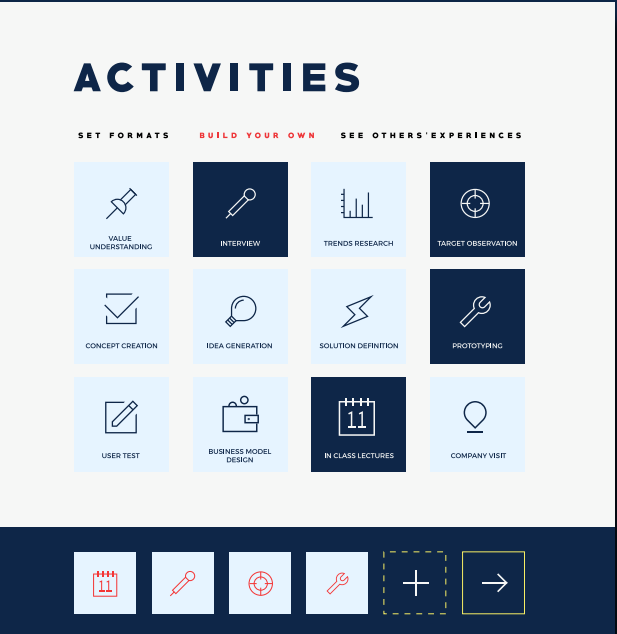 ACTIVITIES
SET FORMATS
BUILD YOUR OWN
SEE OTHERS'EXPERIENCES
VALUE
UNDERSTANDING
INTERVIEW
TRENDS RESEARCH
TARGET OBSERVATION
CONCEPT CREATION
IDEA GENERATION
SOLUTION DEFINITION
PROTOTYPING
USER TEST
BUSINESS MODEL
DESIGN
11
IN CLASS LECTURES
COMPANY VISIT
11